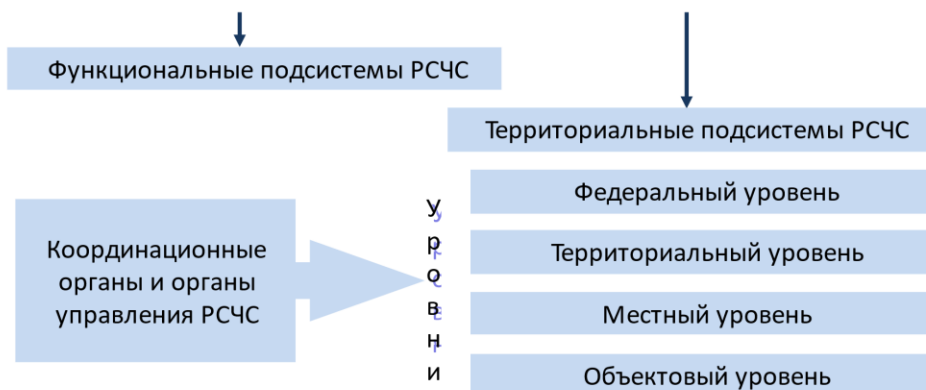 Функциональные подсистемы РСЧС
Территориальные подсистемы РСЧС
Координационные
органы и органы
управления РСЧС
Уровни
Федеральный уровень
Территориальный уровень
Местный уровень
Объектовый уровень